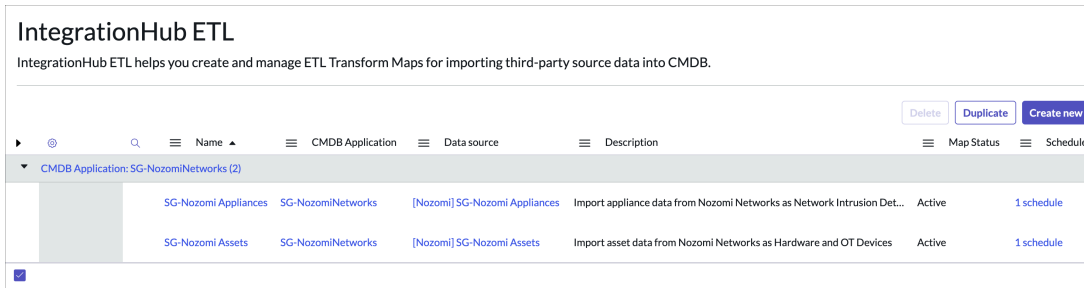 IntegrationHub ETL
IntegrationHub ETL helps you create and manage ETL Transform Maps for importing third-party source data into CMDB.
Delete Duplicate Create new
Name CMDB Application Data source Description Map Status Schedule
CMDB Application: SG-NozomiNetworks (2)
SG-Nozomi Appliances SG-NozomiNetworks [Nozomi] SG-Nozomi Appliances Import appliance data from Nozomi Networks as Network Intrusion Det... Active 1 schedule
SG-Nozomi Assets SG-NozomiNetworks [Nozomi] SG-Nozomi Assets Import asset data from Nozomi Networks as Hardware and OT Devices Active 1 schedule